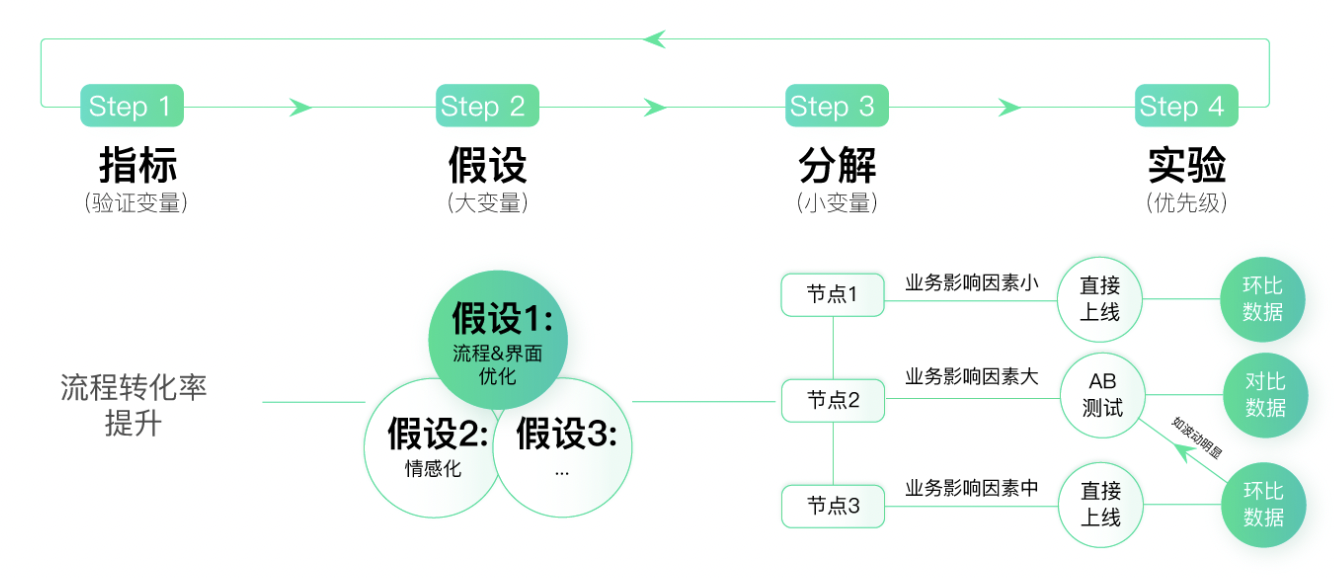 Step 1
Step 2
Step 3
Step 4
指标
假设
分解
实验
(验证变量)
(大变量)
(小变量)
(优先级)
流程转化率
提升
假设1:
流程&界面
优化
假设2:
情感化
假设3:
...
节点1
业务影响因素小
直接
上线
环比
数据
节点2
业务影响因素大
AB
测试
对比
数据
如波动明显
节点3
业务影响因素中
直接
上线
环比
数据